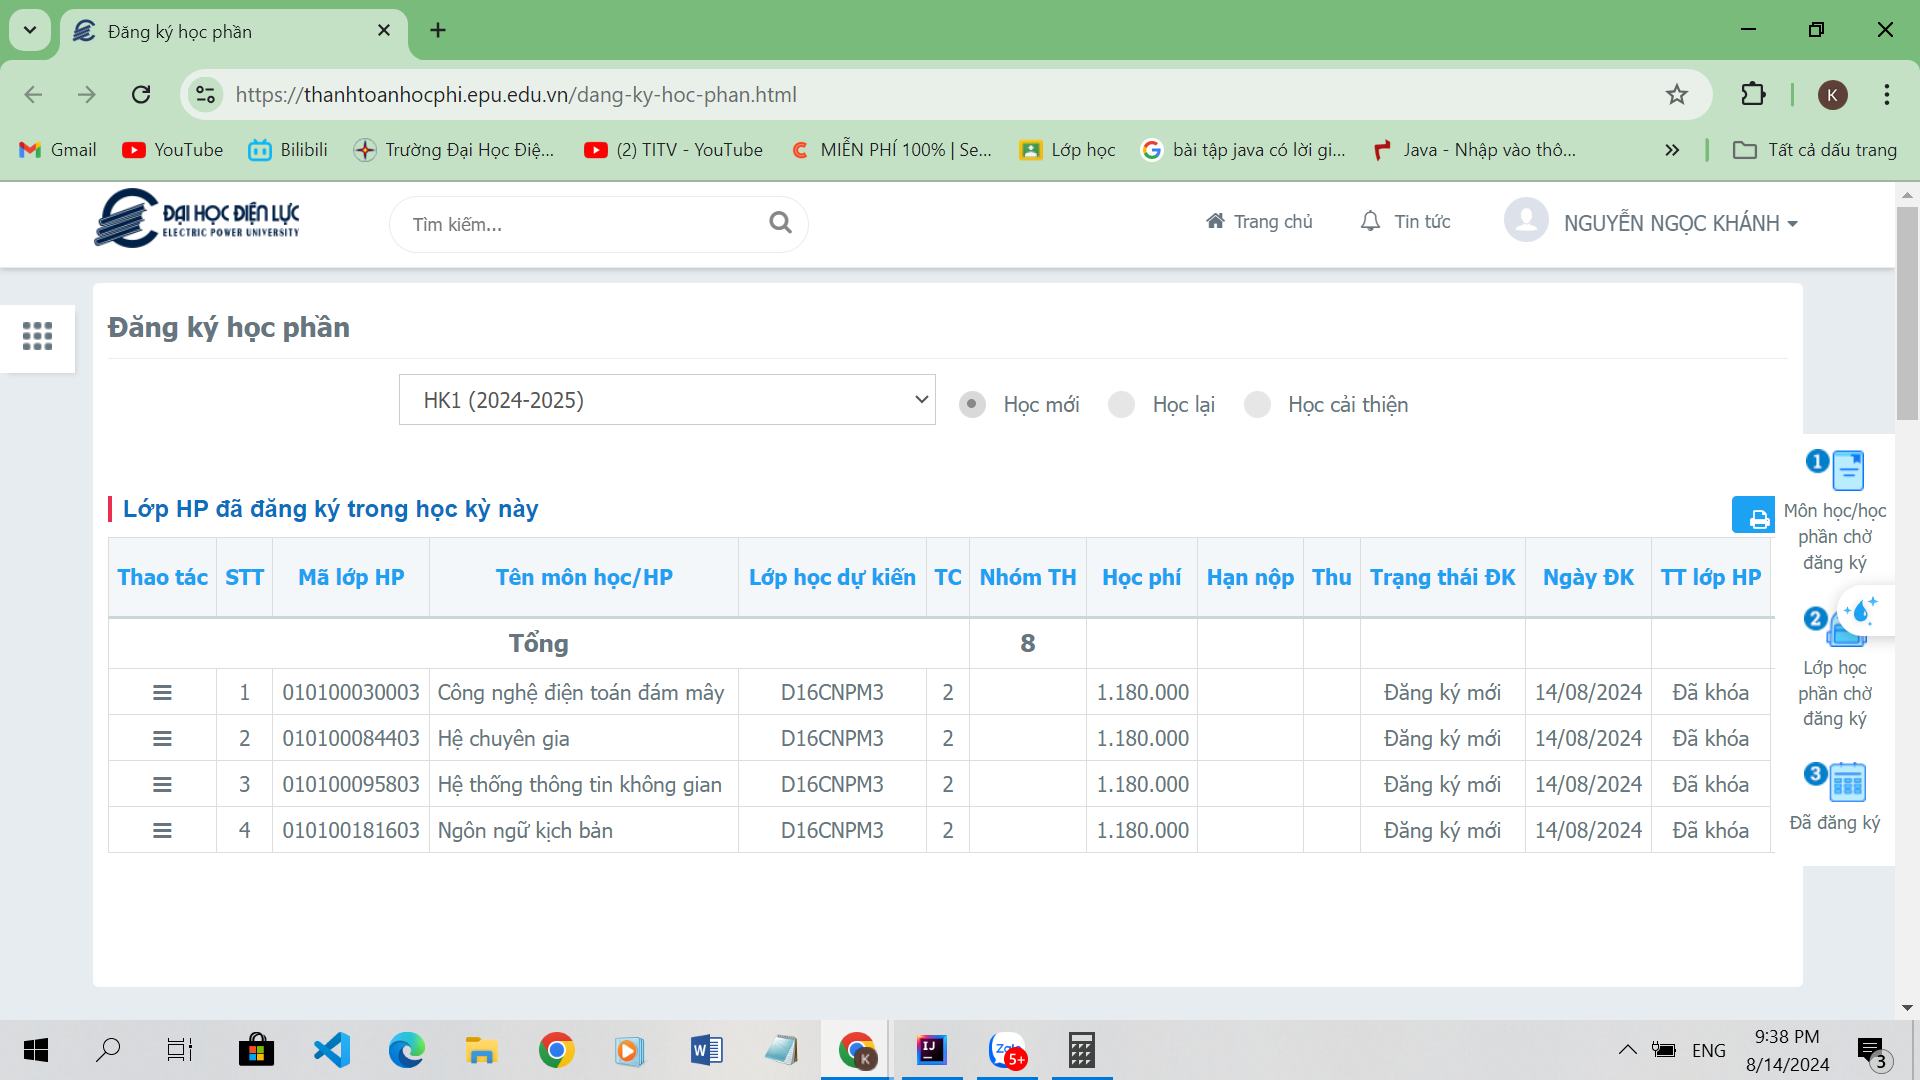 Đăng ký học phần
https://thanhtoanhocphi.epu.edu.vn/dang-ky-hoc-phan.html
K
Gmail YouTube Bilibili Trường Đại Học Điệ... (2) TITV - YouTube MIỄN PHÍ 100% | Se... Lớp học bài tập java có lời gi... Java - Nhập vào thô... Tất cả dấu trang
ĐẠI HỌC ĐIỆN LỰC
ELECTRIC POWER UNIVERSITY
Tìm kiếm...
Trang chủ Tin tức NGUYỄN NGỌC KHÁNH
Đăng ký học phần
HK1 (2024-2025) Học mới Học lại Học cải thiện
Lớp HP đã đăng ký trong học kỳ này
Thao tác STT Mã lớp HP Tên môn học/HP Lớp học dự kiến TC Nhóm TH Học phí Hạn nộp Thu Trạng thái ĐK Ngày ĐK TT lớp HP
Tổng 8
1 010100030003 Công nghệ điện toán đám mây D16CNPM3 2 1.180.000 Đăng ký mới 14/08/2024 Đã khóa
2 010100084403 Hệ chuyên gia D16CNPM3 2 1.180.000 Đăng ký mới 14/08/2024 Đã khóa
3 010100095803 Hệ thống thông tin không gian D16CNPM3 2 1.180.000 Đăng ký mới 14/08/2024 Đã khóa
4 010100181603 Ngôn ngữ kịch bản D16CNPM3 2 1.180.000 Đăng ký mới 14/08/2024 Đã khóa
1
Môn học/học
phần chờ
đăng ký
2
Lớp học
phần chờ
đăng ký
3
Đã đăng ký
W K IJ Zalo 5+
ENG
9:38 PM
8/14/2024
3